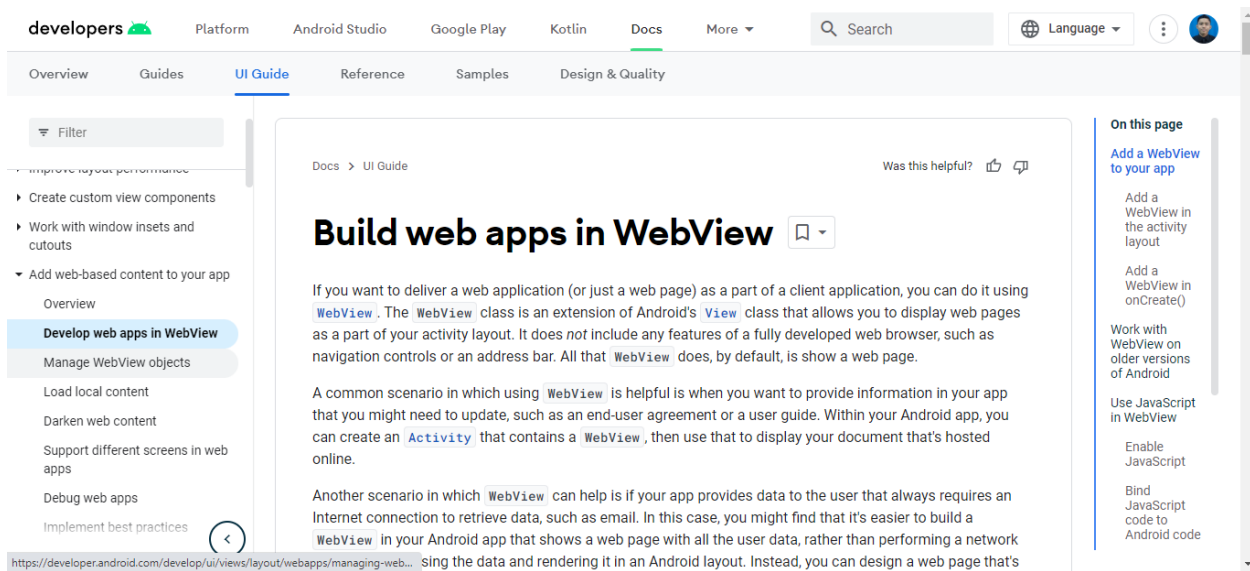 developers
Platform
Android Studio
Google Play
Kotlin
Docs
More
Search
Language
Overview
Guides
UI Guide
Reference
Samples
Design & Quality
Filter
Improve layout performance
Create custom view components
Work with window insets and
cutouts
Add web-based content to your app
Overview
Develop web apps in WebView
Manage WebView objects
Load local content
Darken web content
Support different screens in web
apps
Debug web apps
Implement best practices
https://developer.android.com/develop/ui/views/layout/webapps/managing-web...
Docs > UI Guide
Was this helpful?
Build web apps in WebView
If you want to deliver a web application (or just a web page) as a part of a client application, you can do it using
WebView. The WebView class is an extension of Android's View class that allows you to display web pages
as a part of your activity layout. It does not include any features of a fully developed web browser, such as
navigation controls or an address bar. All that WebView does, by default, is show a web page.
A common scenario in which using WebView is helpful is when you want to provide information in your app
that you might need to update, such as an end-user agreement or a user guide. Within your Android app, you
can create an Activity that contains a WebView, then use that to display your document that's hosted
online.
Another scenario in which WebView can help is if your app provides data to the user that always requires an
Internet connection to retrieve data, such as email. In this case, you might find that it's easier to build a
WebView in your Android app that shows a web page with all the user data, rather than performing a network
sing the data and rendering it in an Android layout. Instead, you can design a web page that's
On this page
Add a WebView
to your app
Add a
WebView in
the activity
layout
Add a
WebView in
onCreate()
Work with
WebView on
older versions
of Android
Use JavaScript
in WebView
Enable
JavaScript
Bind
JavaScript
code to
Android code